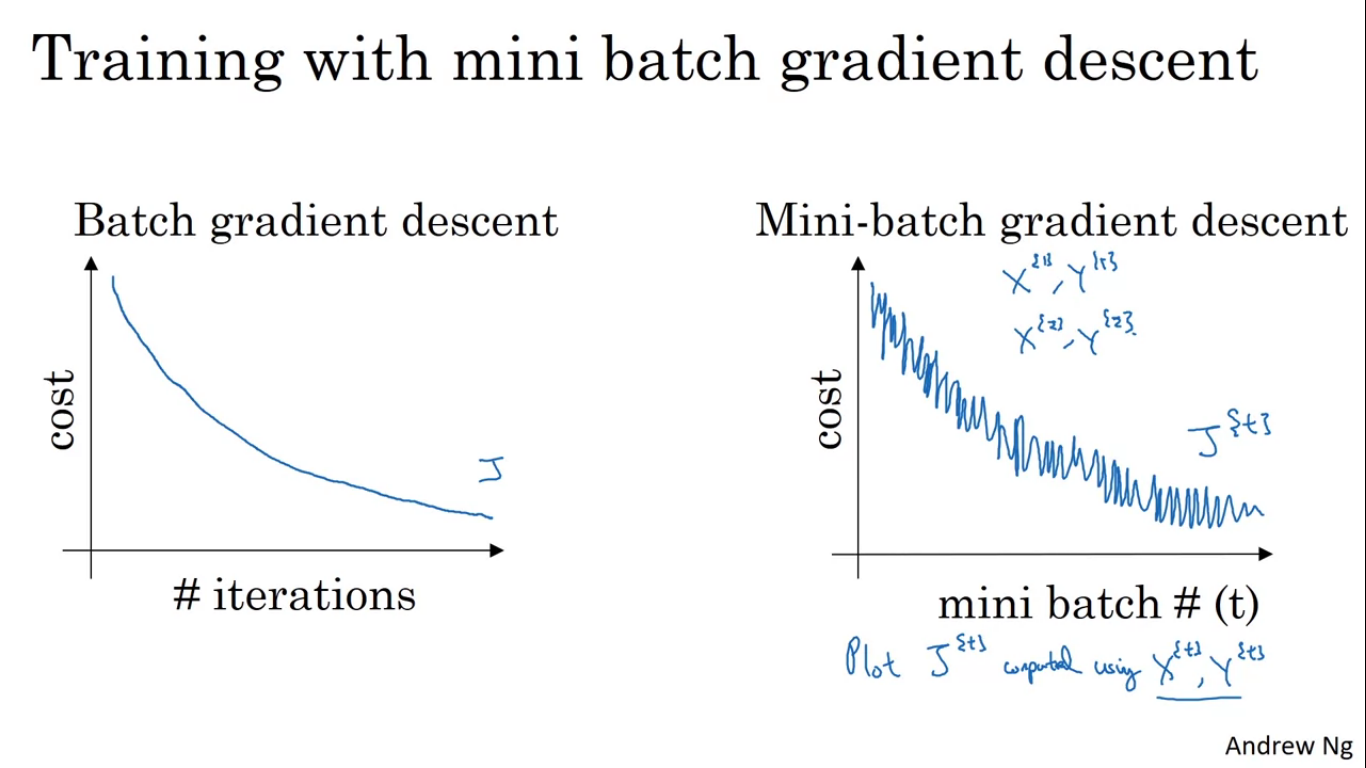 Training with mini batch gradient descent
Batch gradient descent
cost
J
# iterations
Mini-batch gradient descent
X^{1}, Y^{1}
X^{2}, Y^{2}.
cost
J^{t}
mini batch # (t)
Plot J^{t} computed using X^{t}, Y^{t}
Andrew Ng